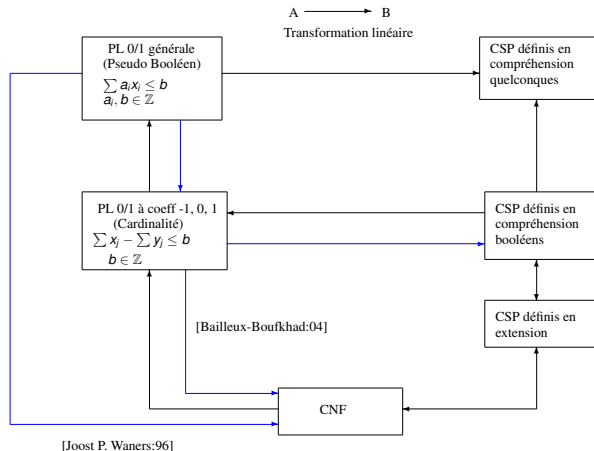 A B
Transformation linéaire
PL 0/1 générale
(Pseudo Booléen)
∑ aᵢxᵢ ≤ b
aᵢ, b ∈ ℤ
CSP définis en
compréhension
quelconques
PL 0/1 à coeff -1, 0, 1
(Cardinalité)
∑ xⱼ − ∑ yⱼ ≤ b
b ∈ ℤ
CSP définis en
compréhension
booléens
CSP définis en
extension
[Bailleux-Boufkhad:04]
CNF
[Joost P. Waners:96]